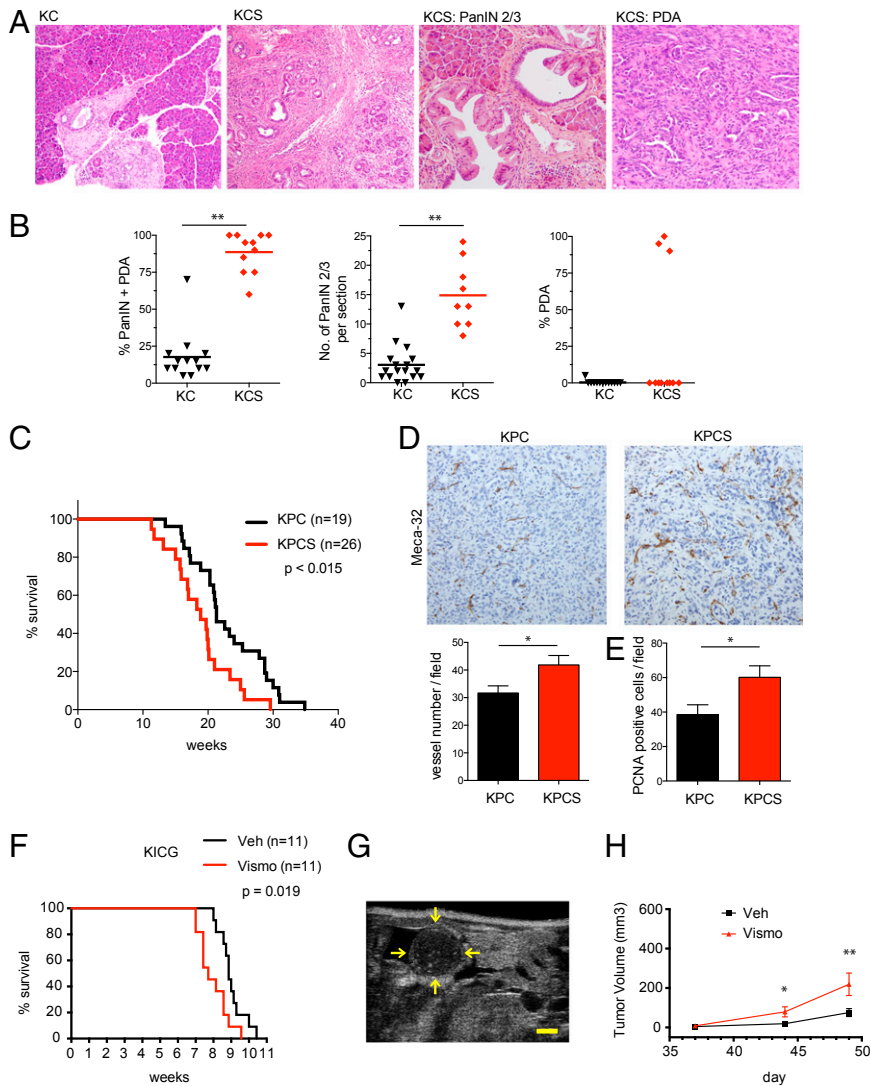 A
KC
KCS
KCS: PanIN 2/3
KCS: PDA
B
**
% PanIN + PDA
100
75
50
25
0
KC
KCS
**
No. of PanIN 2/3
per section
25
20
15
10
5
0
KC
KCS
% PDA
100
75
50
25
0
KC
KCS
C
% survival
100
80
60
40
20
0
0
10
20
30
40
weeks
KPC (n=19)
KPCS (n=26)
p < 0.015
D
KPC
KPCS
Meca-32
vessel number / field
50
40
30
20
10
0
*
KPC
KPCS
E
PCNA positive cells / field
80
60
40
20
0
*
KPC
KPCS
F
KICG
Veh (n=11)
Vismo (n=11)
p = 0.019
% survival
100
80
60
40
20
0
0 1 2 3 4 5 6 7 8 9 10 11
weeks
G
H
Veh
Vismo
Tumor Volume (mm3)
600
400
200
0
*
**
35
40
45
50
day